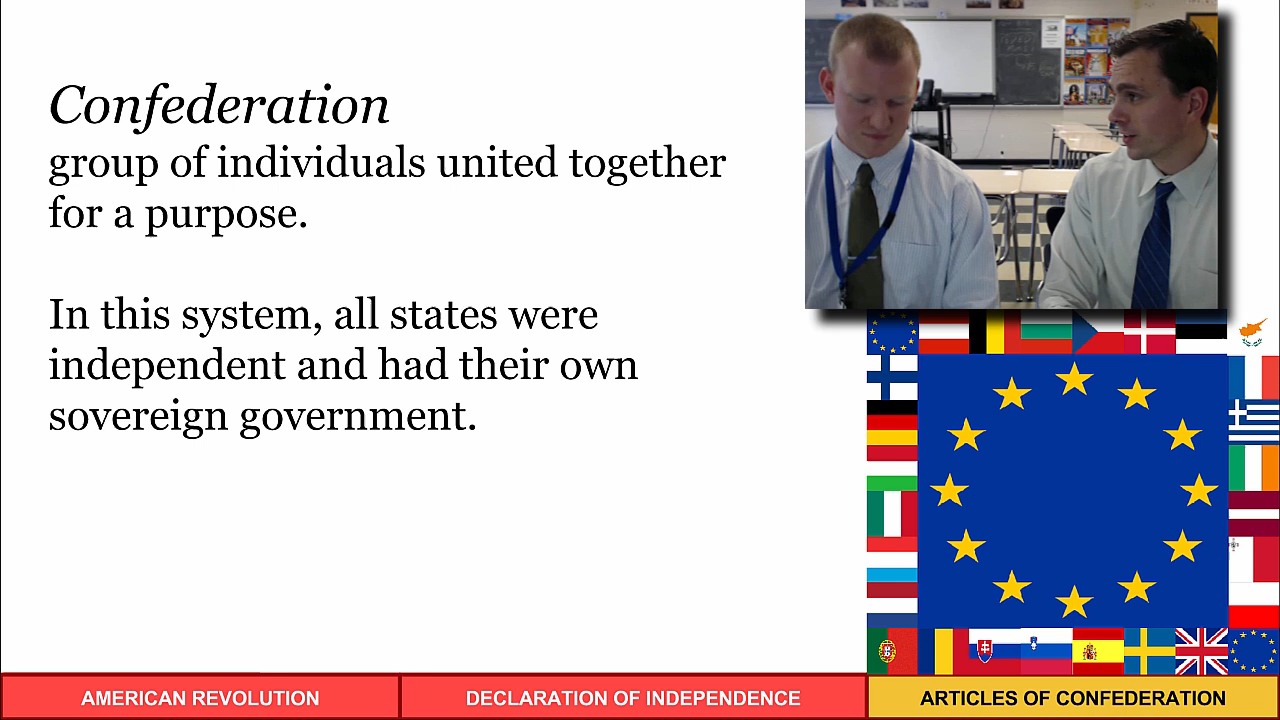 Confederation
group of individuals united together
for a purpose.
In this system, all states were
independent and had their own
sovereign government.
AMERICAN REVOLUTION
DECLARATION OF INDEPENDENCE
ARTICLES OF CONFEDERATION